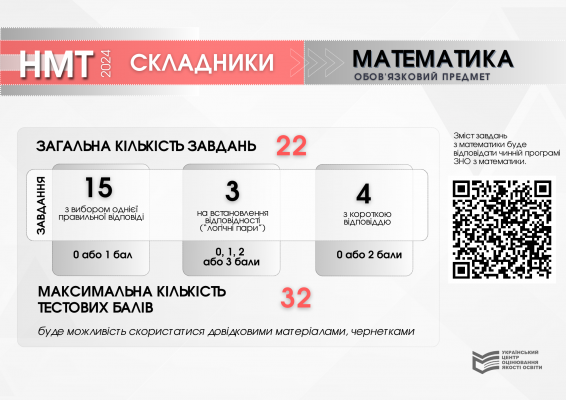 НМТ 2024 СКЛАДНИКИ МАТЕМАТИКА
ОБОВ'ЯЗКОВИЙ ПРЕДМЕТ
ЗАГАЛЬНА КІЛЬКІСТЬ ЗАВДАНЬ 22
ЗАВДАННЯ
15
з вибором однієї
правильної відповіді
0 або 1 бал
3
на встановлення
відповідності
("логічні пари")
0, 1, 2
або 3 бали
4
з короткою
відповіддю
0 або 2 бали
МАКСИМАЛЬНА КІЛЬКІСТЬ
ТЕСТОВИХ БАЛІВ 32
буде можливість скористатися довідковими матеріалами, чернетками
Зміст завдань
з математики буде
відповідати чинній програмі
ЗНО з математики.
УКРАЇНСЬКИЙ
ЦЕНТР
ОЦІНЮВАННЯ
ЯКОСТІ ОСВІТИ